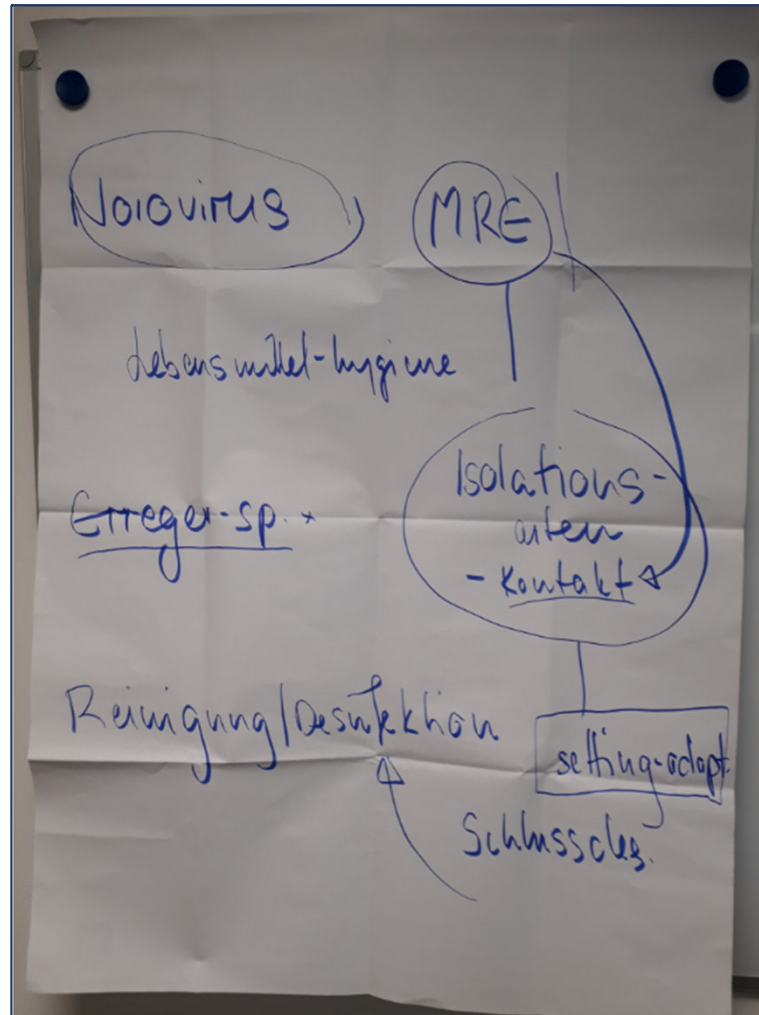 Norovirus
MRE
Lebensmittel-hygiene
Isolations-
arten
- Kontakt
Erreger-sp.
Reinigung/Desinfektion
setting-adapt.
Schlussdes.